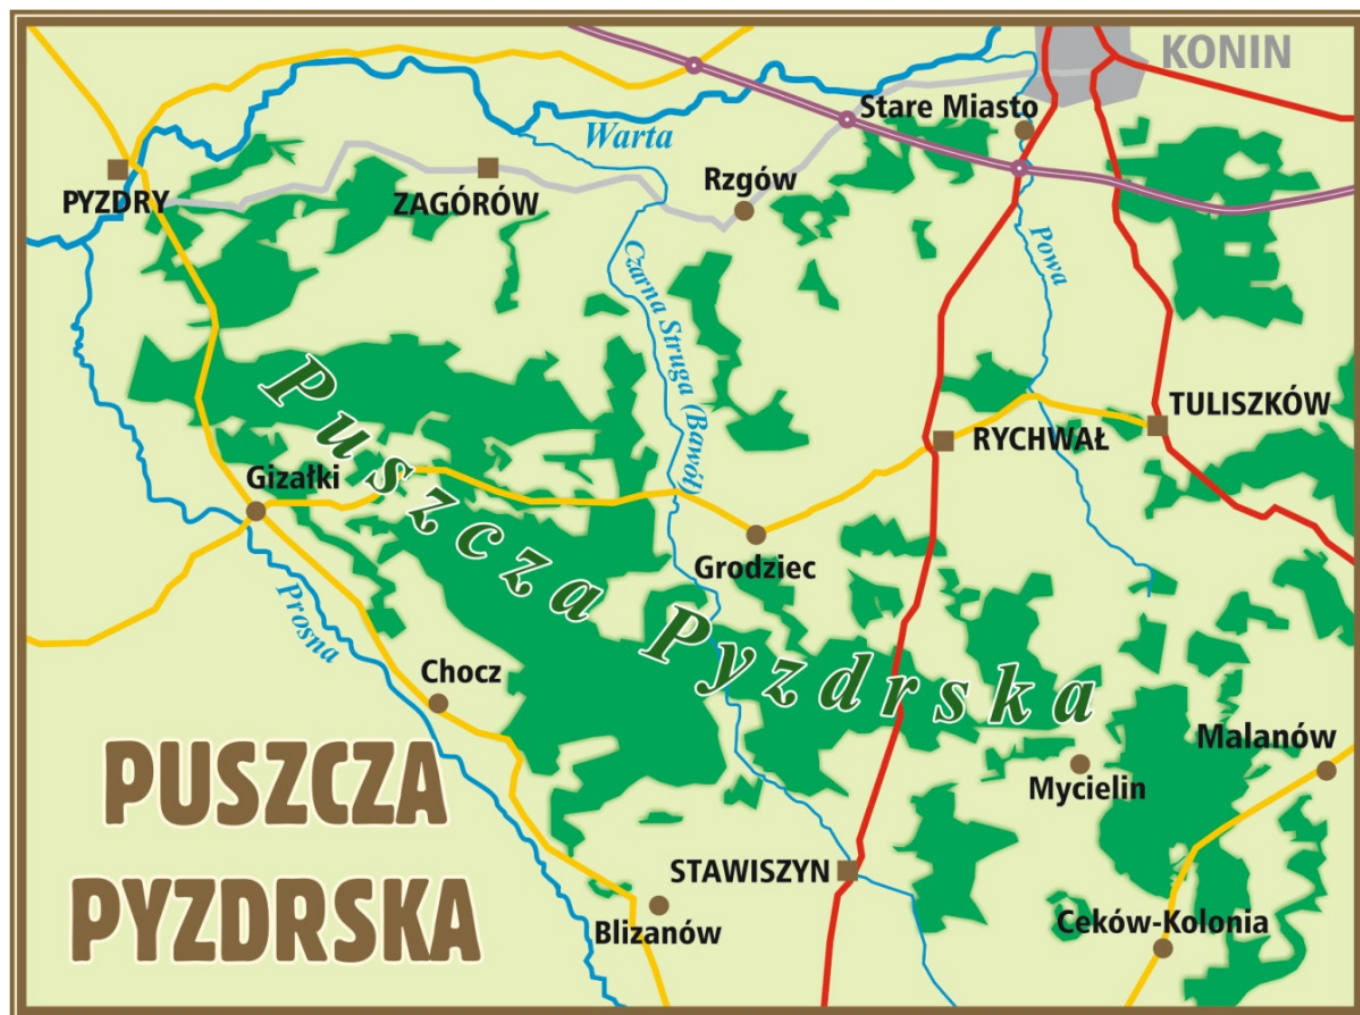 KONIN
Stare Miasto
Warta
Rzgów
PYZDRY
ZAGÓRÓW
Powa
Czarna Struga (Bawół)
Puszcza Pyzdrska
TULISZKÓW
RYCHWAŁ
Gizałki
Grodziec
Prosna
Chocz
Malanów
Mycielin
PUSZCZA
PYZDRSKA
STAWISZYN
Blizanów
Ceków-Kolonia